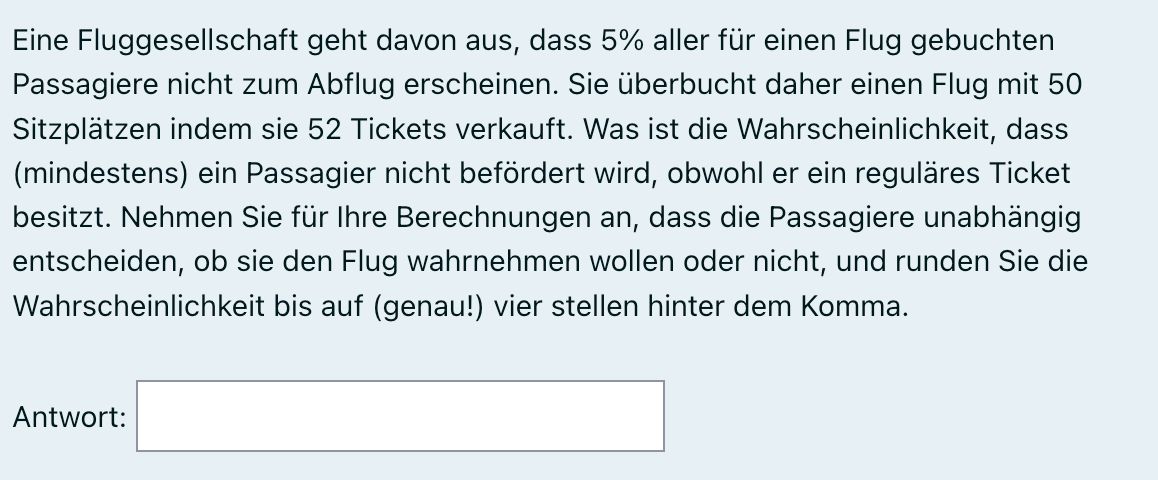 Eine Fluggesellschaft geht davon aus, dass 5% aller für einen Flug gebuchten
Passagiere nicht zum Abflug erscheinen. Sie überbucht daher einen Flug mit 50
Sitzplätzen indem sie 52 Tickets verkauft. Was ist die Wahrscheinlichkeit, dass
(mindestens) ein Passagier nicht befördert wird, obwohl er ein reguläres Ticket
besitzt. Nehmen Sie für Ihre Berechnungen an, dass die Passagiere unabhängig
entscheiden, ob sie den Flug wahrnehmen wollen oder nicht, und runden Sie die
Wahrscheinlichkeit bis auf (genau!) vier stellen hinter dem Komma.
Antwort: